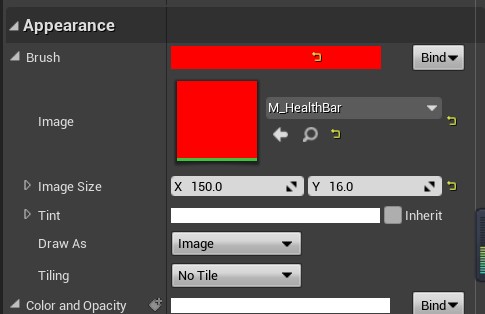 Appearance
Brush
Bind
Image
M_HealthBar
Image Size
X 150.0
Y 16.0
Tint
Inherit
Draw As
Image
Tiling
No Tile
Color and Opacity
Bind